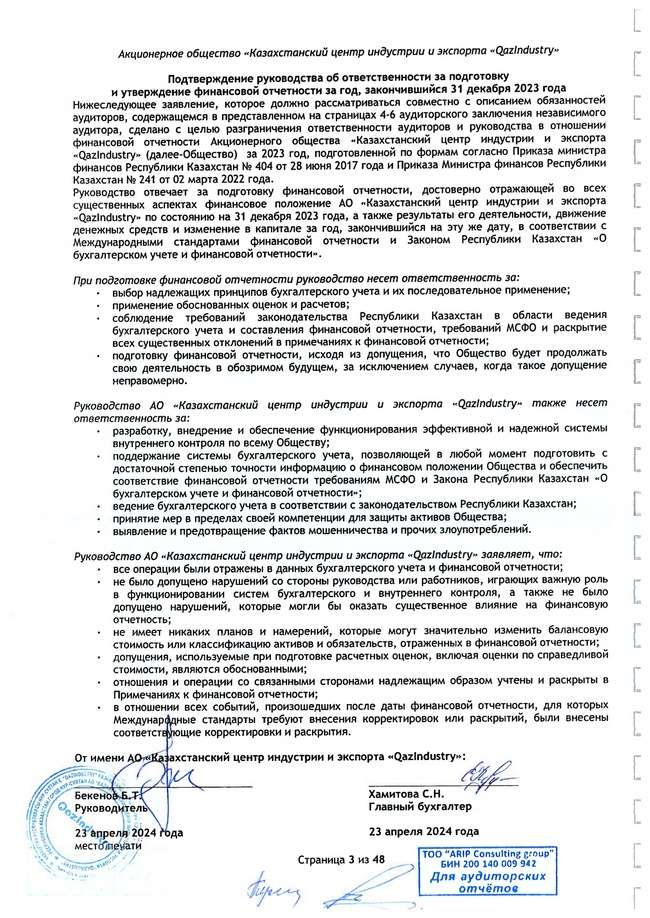 Акционерное общество «Казахстанский центр индустрии и экспорта «QazIndustry»
Подтверждение руководства об ответственности за подготовку
и утверждение финансовой отчетности за год, закончившийся 31 декабря 2023 года
Нижеследующее заявление, которое должно рассматриваться совместно с описанием обязанностей
аудиторов, содержащемся в представленном на страницах 4-6 аудиторского заключения независимого
аудитора, сделано с целью разграничения ответственности аудиторов и руководства в отношении
финансовой отчетности Акционерного общества «Казахстанский центр индустрии и экспорта
«QazIndustry» (далее-Общество) за 2023 год, подготовленной по формам согласно Приказа министра
финансов Республики Казахстан № 404 от 28 июня 2017 года и Приказа Министра финансов Республики
Казахстан № 241 от 02 марта 2022 года.
Руководство отвечает за подготовку финансовой отчетности, достоверно отражающей во всех
существенных аспектах финансовое положение АО «Казахстанский центр индустрии и экспорта
«QazIndustry» по состоянию на 31 декабря 2023 года, а также результаты его деятельности, движение
денежных средств и изменение в капитале за год, закончившийся на эту же дату, в соответствии с
Международными стандартами финансовой отчетности и Законом Республики Казахстан «О
бухгалтерском учете и финансовой отчетности».
При подготовке финансовой отчетности руководство несет ответственность за:
• выбор надлежащих принципов бухгалтерского учета и их последовательное применение;
• применение обоснованных оценок и расчетов;
• соблюдение требований законодательства Республики Казахстан в области ведения
бухгалтерского учета и составления финансовой отчетности, требований МСФО и раскрытие
всех существенных отклонений в примечаниях к финансовой отчетности;
• подготовку финансовой отчетности, исходя из допущения, что Общество будет продолжать
свою деятельность в обозримом будущем, за исключением случаев, когда такое допущение
неправомерно.
Руководство АО «Казахстанский центр индустрии и экспорта «QazIndustry» также несет
ответственность за:
• разработку, внедрение и обеспечение функционирования эффективной и надежной системы
внутреннего контроля по всему Обществу;
• поддержание системы бухгалтерского учета, позволяющей в любой момент подготовить с
достаточной степенью точности информацию о финансовом положении Общества и обеспечить
соответствие финансовой отчетности требованиям МСФО и Закона Республики Казахстан «О
бухгалтерском учете и финансовой отчетности»;
• ведение бухгалтерского учета в соответствии с законодательством Республики Казахстан;
• принятие мер в пределах своей компетенции для защиты активов Общества;
• выявление и предотвращение фактов мошенничества и прочих злоупотреблений.
Руководство АО «Казахстанский центр индустрии и экспорта «QazIndustry» заявляет, что:
• все операции были отражены в данных бухгалтерского учета и финансовой отчетности;
• не было допущено нарушений со стороны руководства или работников, играющих важную роль
в функционировании систем бухгалтерского и внутреннего контроля, а также не было
допущено нарушений, которые могли бы оказать существенное влияние на финансовую
отчетность;
• не имеет никаких планов и намерений, которые могут значительно изменить балансовую
стоимость или классификацию активов и обязательств, отраженных в финансовой отчетности;
• допущения, используемые при подготовке расчетных оценок, включая оценки по справедливой
стоимости, являются обоснованными;
• отношения и операции со связанными сторонами надлежащим образом учтены и раскрыты в
Примечаниях к финансовой отчетности;
• в отношении всех событий, произошедших после даты финансовой отчетности, для которых
Международные стандарты требуют внесения корректировок или раскрытий, были внесены
соответствующие корректировки и раскрытия.
От имени АО «Казахстанский центр индустрии и экспорта «QazIndustry»:
Бекенов Б.Т.
Руководитель
Хамитова С.Н.
Главный бухгалтер
23 апреля 2024 года
23 апреля 2024 года
место печати
QazIndustry
Страница 3 из 48
ТОО "ARIP Consulting group"
БИН 200 140 009 942
Для аудиторских
отчётов